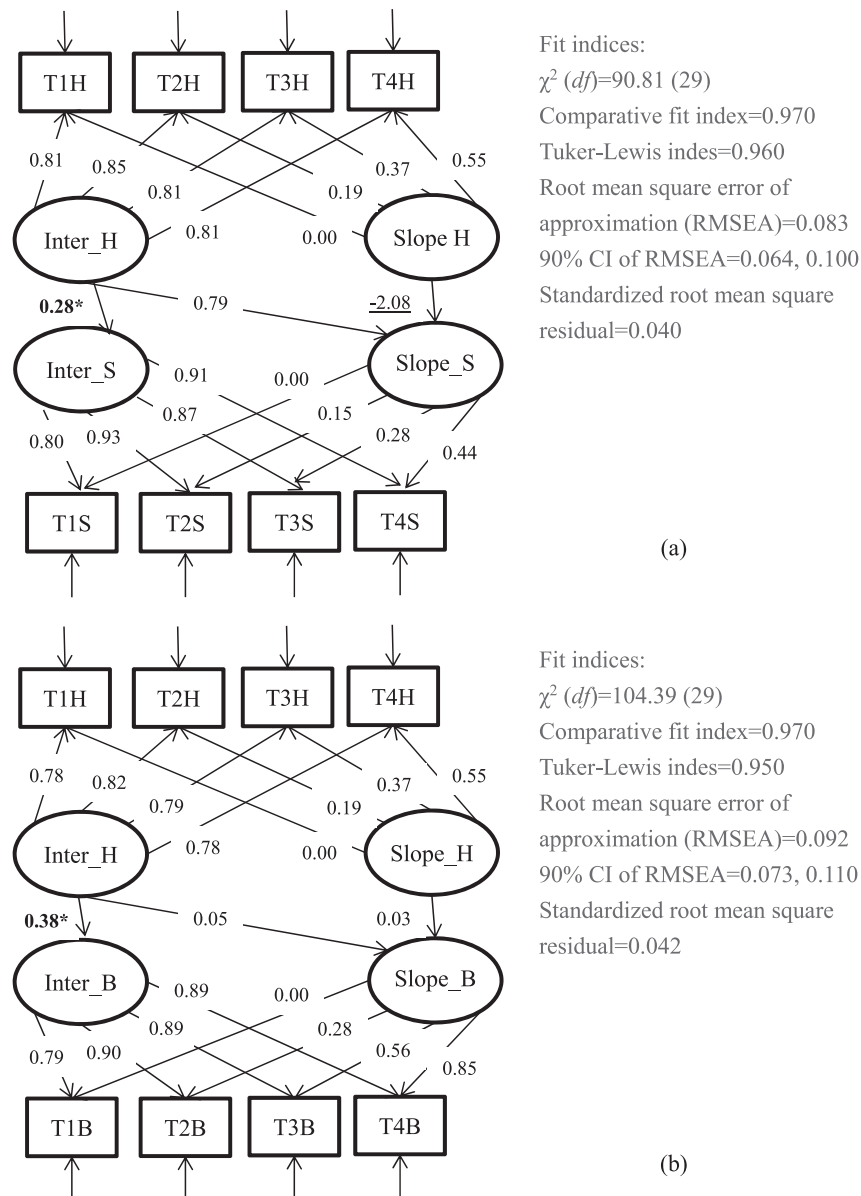 Fit indices:
χ² (df)=90.81 (29)
Comparative fit index=0.970
Tuker-Lewis indes=0.960
Root mean square error of
approximation (RMSEA)=0.083
90% CI of RMSEA=0.064, 0.100
Standardized root mean square
residual=0.040
T1H T2H T3H T4H
0.81 0.85 0.81 0.81 0.19 0.00 0.37 0.55
Inter_H Slope H
0.28* 0.79 -2.08
Inter_S Slope_S
0.80 0.93 0.87 0.91 0.00 0.15 0.28 0.44
T1S T2S T3S T4S
(a)
Fit indices:
χ² (df)=104.39 (29)
Comparative fit index=0.970
Tuker-Lewis indes=0.950
Root mean square error of
approximation (RMSEA)=0.092
90% CI of RMSEA=0.073, 0.110
Standardized root mean square
residual=0.042
T1H T2H T3H T4H
0.78 0.82 0.79 0.78 0.19 0.00 0.37 0.55
Inter_H Slope_H
0.38* 0.05 0.03
Inter_B Slope_B
0.79 0.90 0.89 0.89 0.00 0.28 0.56 0.85
T1B T2B T3B T4B
(b)